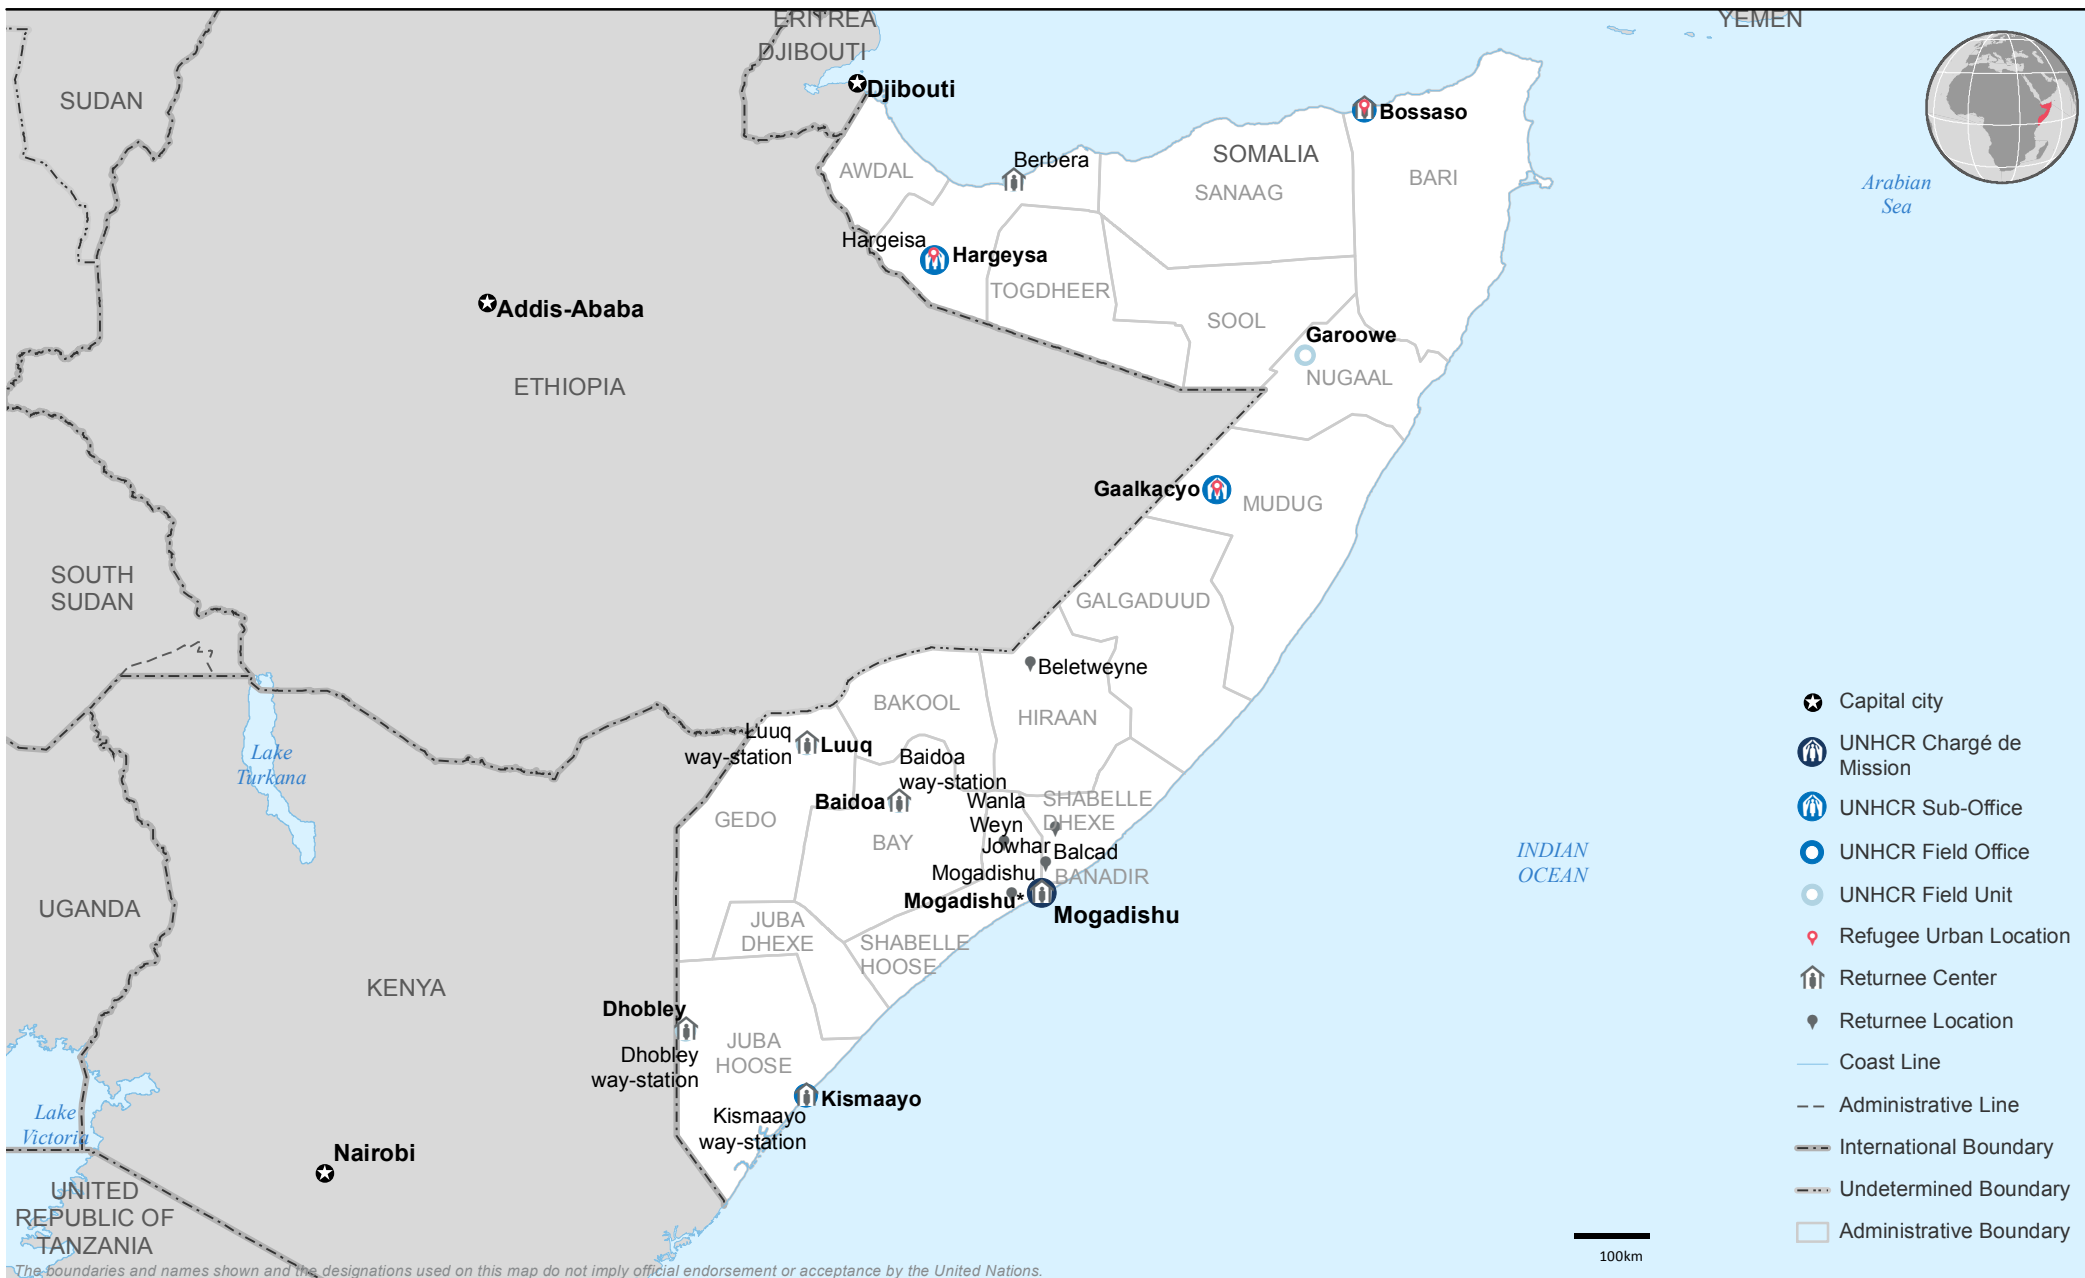 ERITREA
YEMEN
DJIBOUTI
Djibouti
SUDAN
Bossaso
Berbera
SOMALIA
AWDAL
SANAAG
BARI
Arabian
Sea
Hargeisa
Hargeysa
TOGDHEER
Addis-Ababa
SOOL
Garoowe
ETHIOPIA
NUGAAL
Gaalkacyo
MUDUG
SOUTH
SUDAN
GALGADUUD
Beletweyne
BAKOOL
HIRAAN
Luuq
way-station
Luuq
Lake
Turkana
Baidoa
way-station
Baidoa
Wanla
Weyn
SHABELLE
DHEXE
GEDO
BAY
Jowhar
Balcad
INDIAN
OCEAN
Mogadishu
BANADIR
Mogadishu*
Mogadishu
UGANDA
JUBA
DHEXE
SHABELLE
HOOSE
KENYA
Dhobley
Dhobley
way-station
JUBA
HOOSE
Kismaayo
Kismaayo
way-station
Lake
Victoria
Nairobi
UNITED
REPUBLIC OF
TANZANIA
Capital city
UNHCR Chargé de
Mission
UNHCR Sub-Office
UNHCR Field Office
UNHCR Field Unit
Refugee Urban Location
Returnee Center
Returnee Location
Coast Line
Administrative Line
International Boundary
Undetermined Boundary
Administrative Boundary
100km
The boundaries and names shown and the designations used on this map do not imply official endorsement or acceptance by the United Nations.